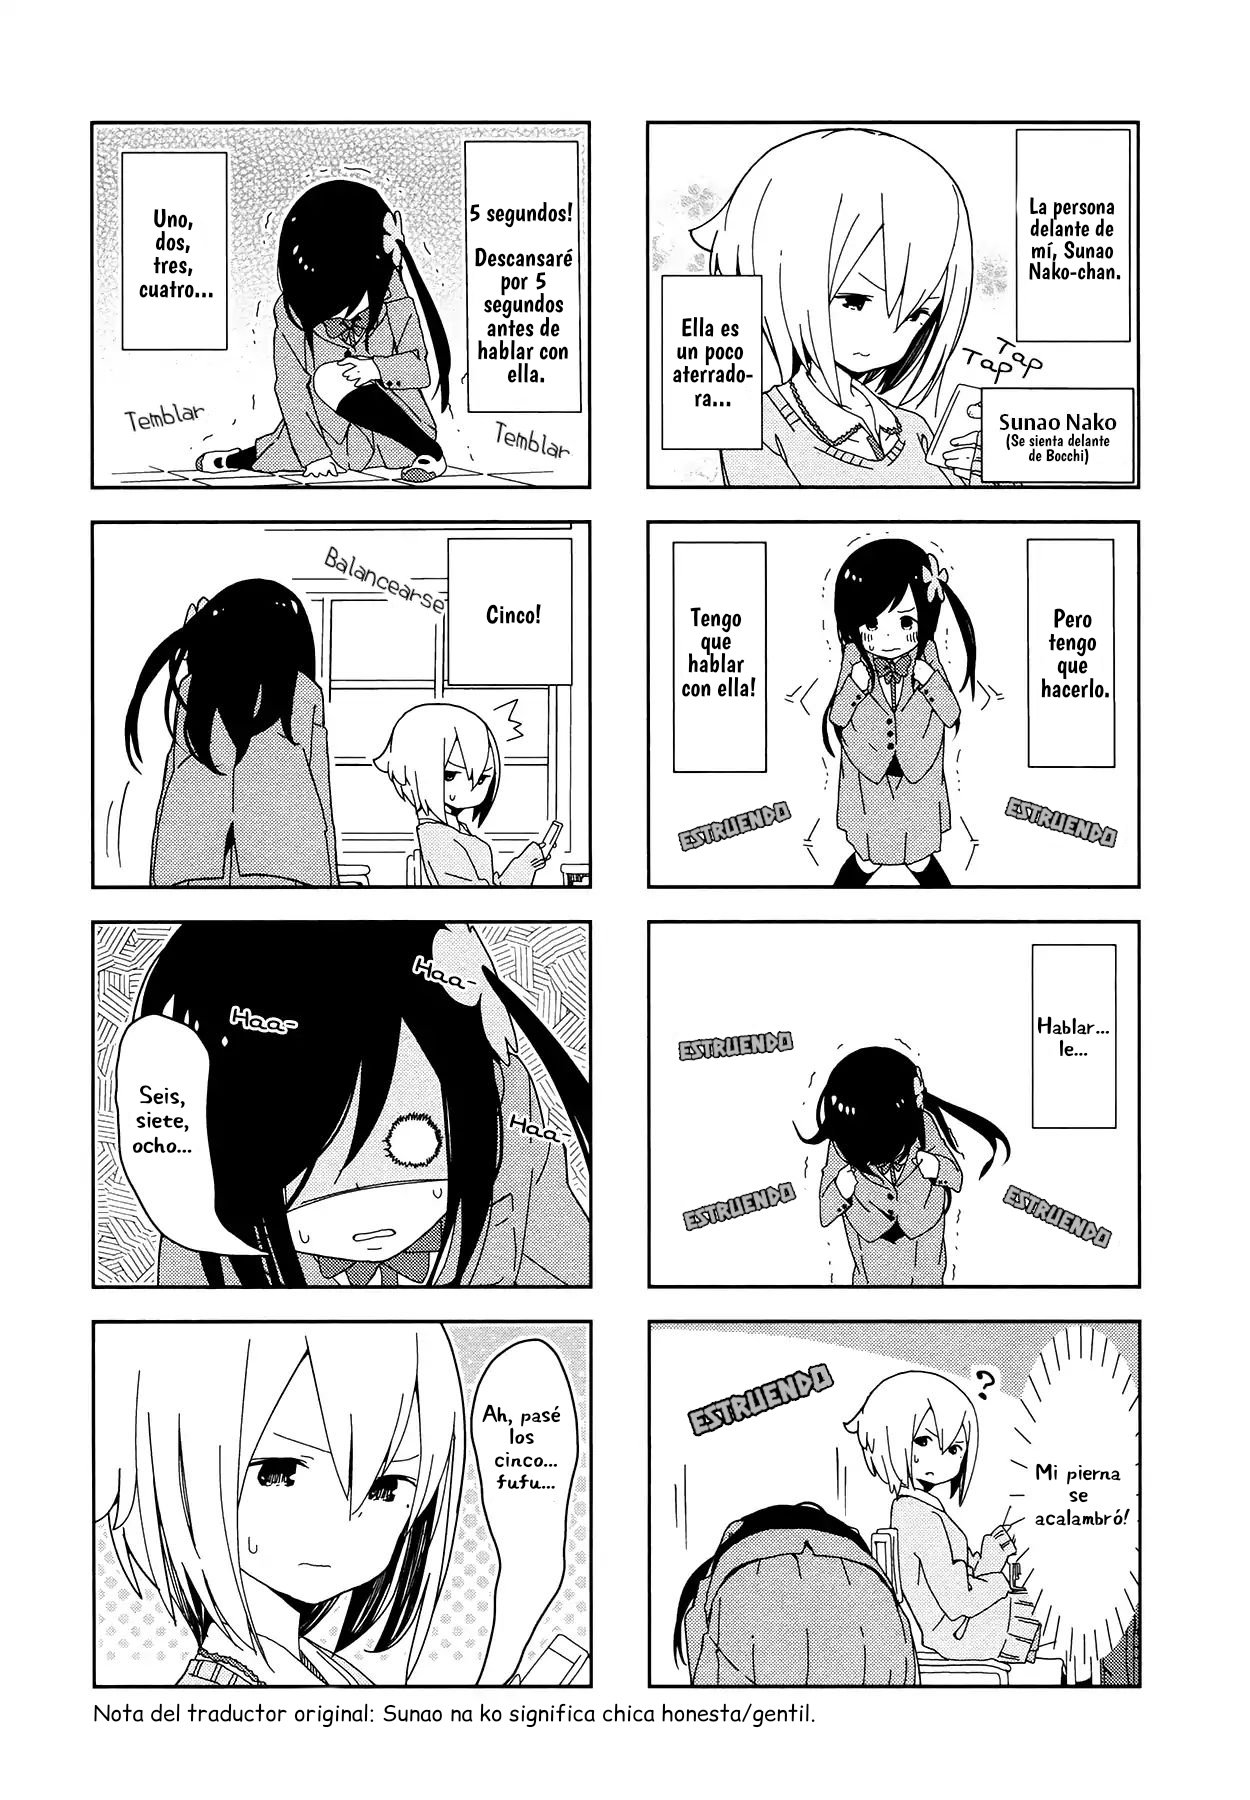 La persona
delante de
mí, Sunao
Nako-chan.
Ella es
un poco
aterrado-
ra...
Tap
Tap
Tap
Sunao Nako
(Se sienta delante
de Bocchi)
Pero
tengo
que
hacerlo.
Tengo
que
hablar
con ella!
ESTRUENDO
ESTRUENDO
Hablar...
le...
ESTRUENDO
ESTRUENDO
ESTRUENDO
ESTRUENDO
?
Mi pierna
se
acalambró!
5 segundos!
Descansaré
por 5
segundos
antes de
hablar con
ella.
Uno,
dos,
tres,
cuatro...
Temblar
Temblar
Balancearse
Cinco!
Haa-
Haa-
Haa-
Seis,
siete,
ocho...
Ah, pasé
los
cinco...
fufu...
Nota del traductor original: Sunao na ko significa chica honesta/gentil.